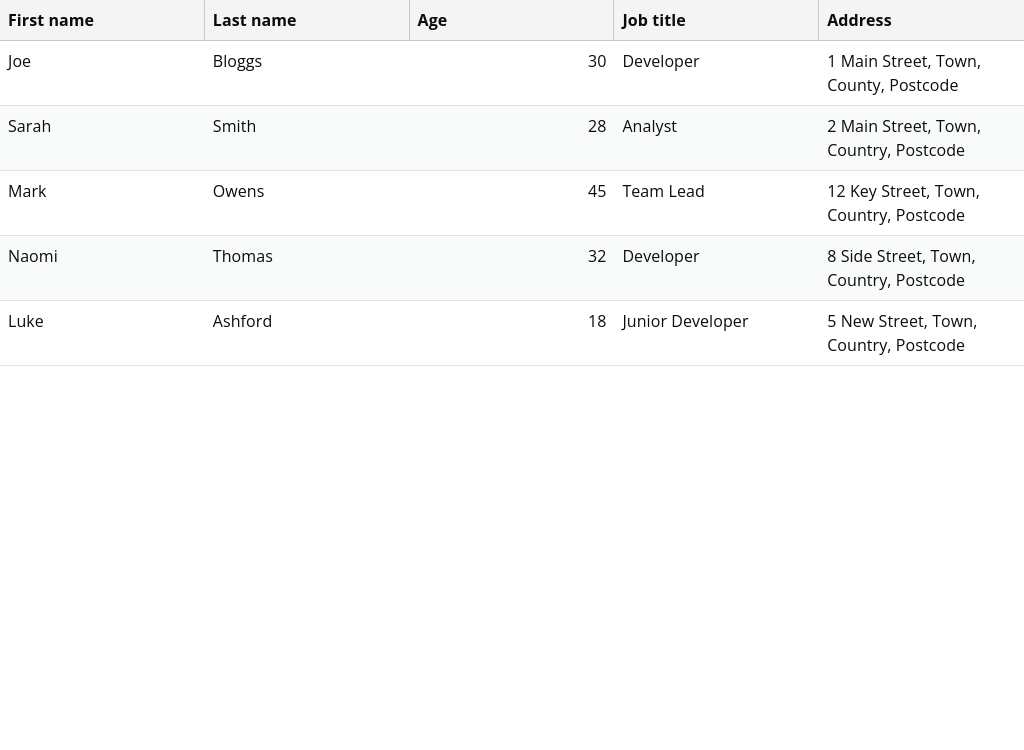 First name Last name Age Job title Address
Joe Bloggs 30 Developer 1 Main Street, Town,
County, Postcode
Sarah Smith 28 Analyst 2 Main Street, Town,
Country, Postcode
Mark Owens 45 Team Lead 12 Key Street, Town,
Country, Postcode
Naomi Thomas 32 Developer 8 Side Street, Town,
Country, Postcode
Luke Ashford 18 Junior Developer 5 New Street, Town,
Country, Postcode